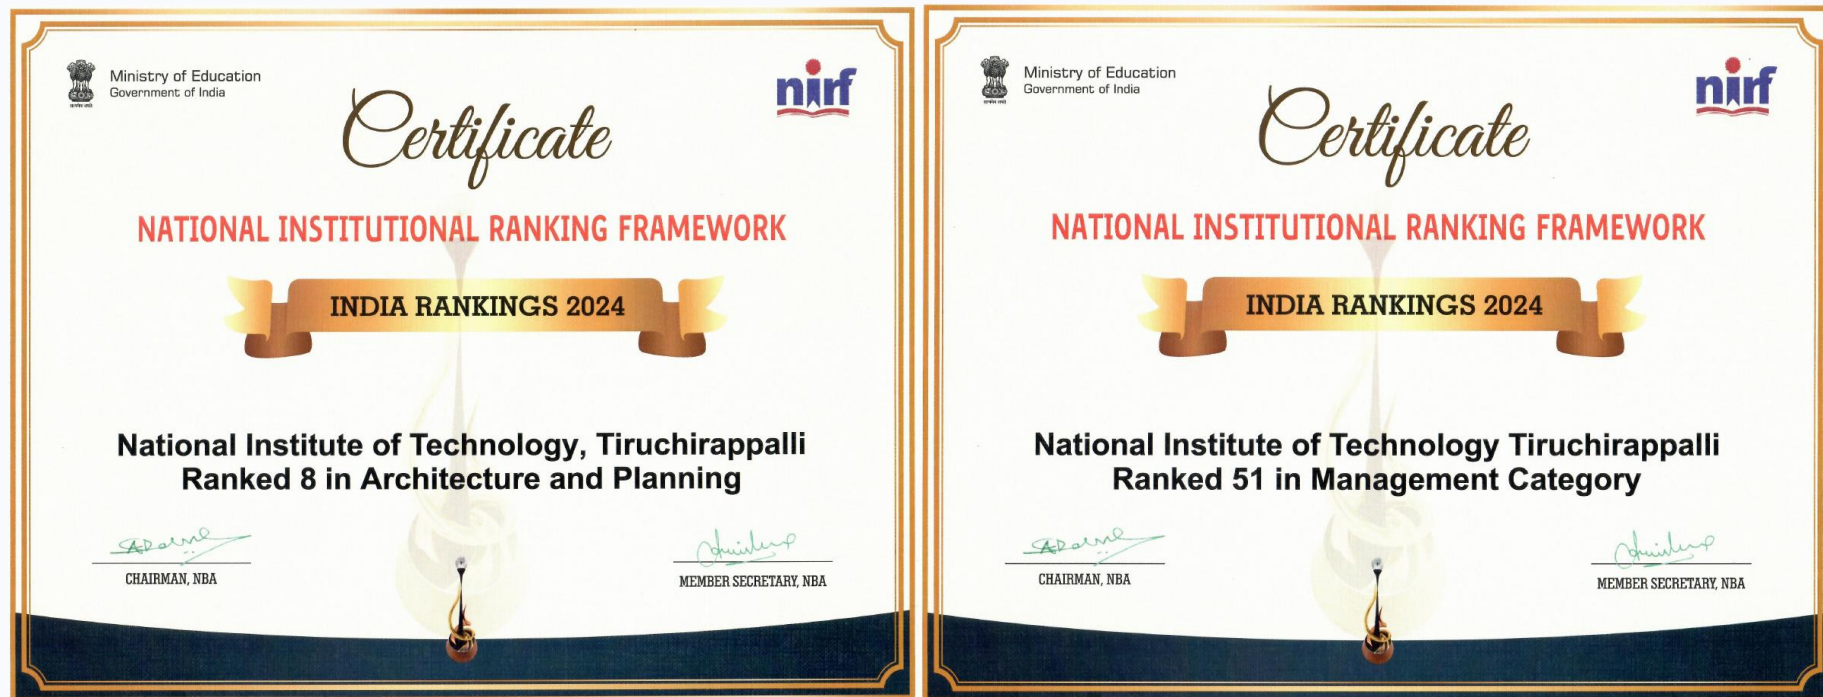 Ministry of Education
Government of India
nirf
Certificate
NATIONAL INSTITUTIONAL RANKING FRAMEWORK
INDIA RANKINGS 2024
National Institute of Technology, Tiruchirappalli
Ranked 8 in Architecture and Planning
CHAIRMAN, NBA
MEMBER SECRETARY, NBA
Ministry of Education
Government of India
nirf
Certificate
NATIONAL INSTITUTIONAL RANKING FRAMEWORK
INDIA RANKINGS 2024
National Institute of Technology Tiruchirappalli
Ranked 51 in Management Category
CHAIRMAN, NBA
MEMBER SECRETARY, NBA